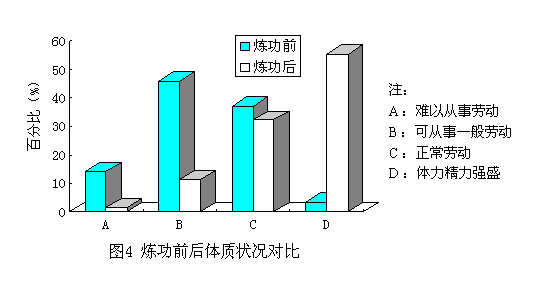 60
50
40
30
20
10
0
百分比（%）
炼功前
炼功后
A
B
C
D
注：
A：难以从事劳动
B：可从事一般劳动
C：正常劳动
D：体力精力强盛
图4 炼功前后体质状况对比